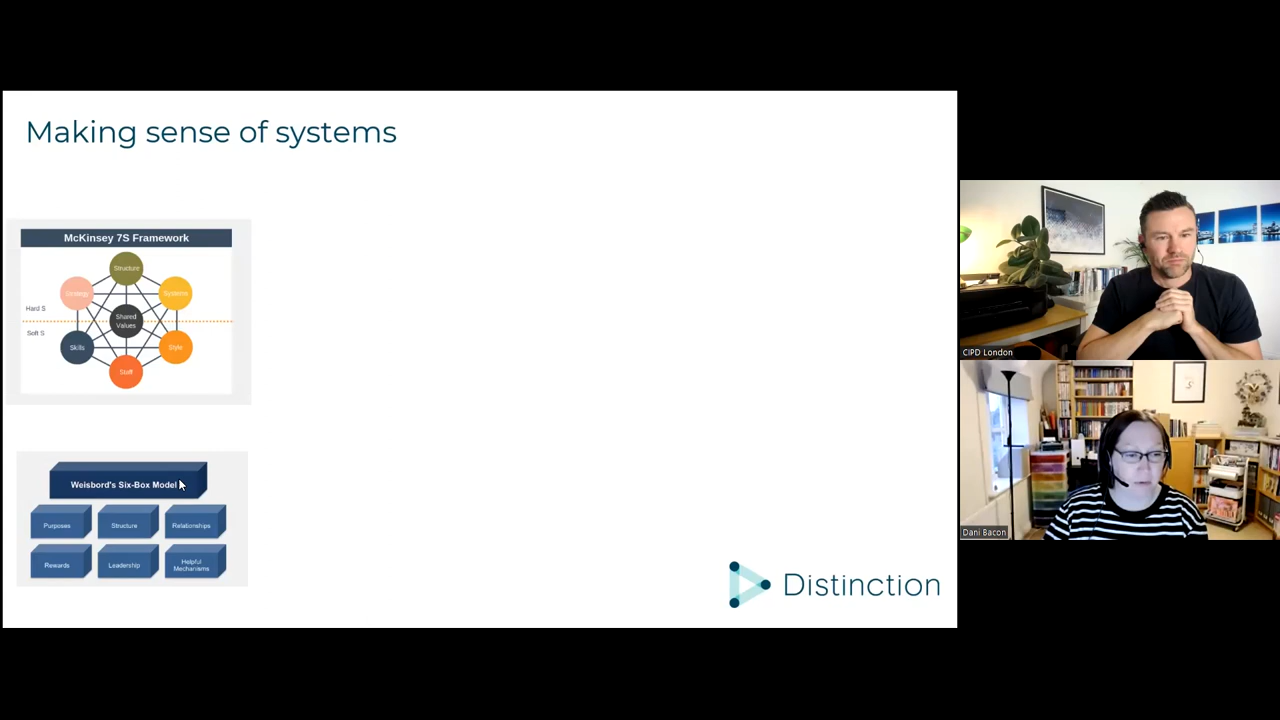 Making sense of systems
McKinsey 7S Framework
Structure
Strategy
Systems
Hard S
Shared
Values
Soft S
Skills
Style
Staff
Weisbord's Six-Box Model
Purposes
Structure
Relationships
Rewards
Leadership
Helpful
Mechanisms
Distinction
CIPD London
Dani Bacon